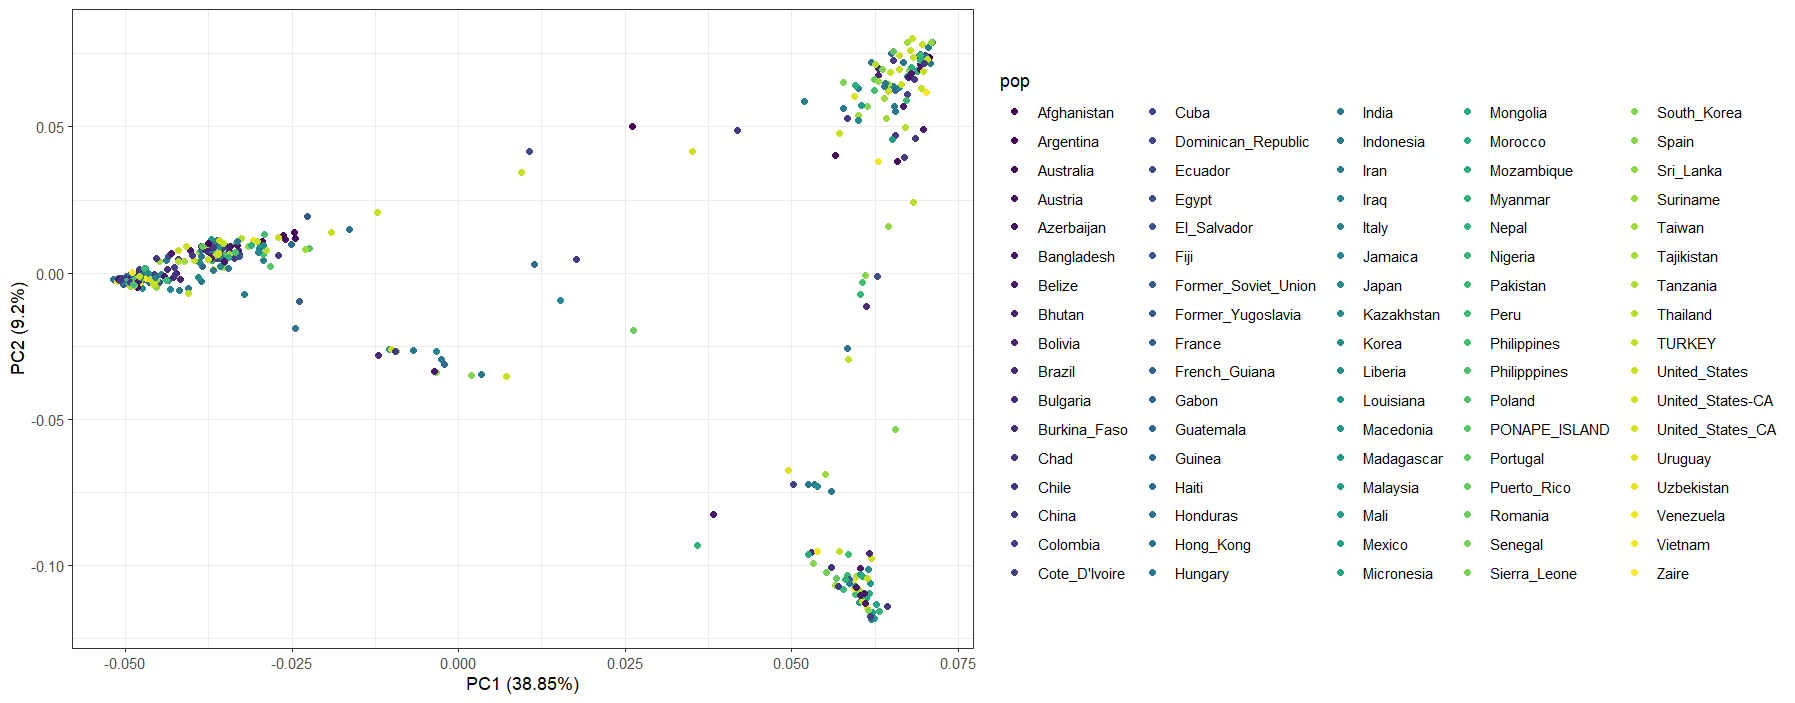 pop
Afghanistan
Argentina
Australia
Austria
Azerbaijan
Bangladesh
Belize
Bhutan
Bolivia
Brazil
Bulgaria
Burkina_Faso
Chad
Chile
China
Colombia
Cote_D'Ivoire
Cuba
Dominican_Republic
Ecuador
Egypt
El_Salvador
Fiji
Former_Soviet_Union
Former_Yugoslavia
France
French_Guiana
Gabon
Guatemala
Guinea
Haiti
Honduras
Hong_Kong
Hungary
India
Indonesia
Iran
Iraq
Italy
Jamaica
Japan
Kazakhstan
Korea
Liberia
Louisiana
Macedonia
Madagascar
Malaysia
Mali
Mexico
Micronesia
Mongolia
Morocco
Mozambique
Myanmar
Nepal
Nigeria
Pakistan
Peru
Philippines
Philipppines
Poland
PONAPE_ISLAND
Portugal
Puerto_Rico
Romania
Senegal
Sierra_Leone
South_Korea
Spain
Sri_Lanka
Suriname
Taiwan
Tajikistan
Tanzania
Thailand
TURKEY
United_States
United_States-CA
United_States_CA
Uruguay
Uzbekistan
Venezuela
Vietnam
Zaire
PC2 (9.2%)
0.05
0.00
-0.05
-0.10
-0.050
-0.025
0.000
0.025
0.050
0.075
PC1 (38.85%)